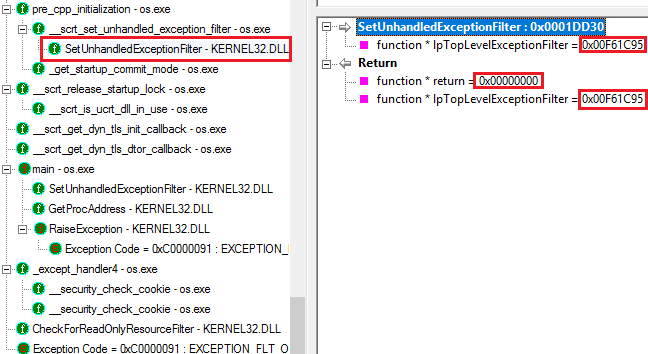 pre_cpp_initialization - os.exe
__scrt_set_unhandled_exception_filter - os.exe
SetUnhandledExceptionFilter - KERNEL32.DLL
_get_startup_commit_mode - os.exe
__scrt_release_startup_lock - os.exe
__scrt_is_ucrt_dll_in_use - os.exe
__scrt_get_dyn_tls_init_callback - os.exe
__scrt_get_dyn_tls_dtor_callback - os.exe
main - os.exe
SetUnhandledExceptionFilter - KERNEL32.DLL
GetProcAddress - KERNEL32.DLL
RaiseException - KERNEL32.DLL
Exception Code = 0xC0000091 : EXCEPTION_F
_except_handler4 - os.exe
__security_check_cookie - os.exe
__security_check_cookie - os.exe
CheckForReadOnlyResourceFilter - KERNEL32.DLL
Exception Code = 0xC0000091 : EXCEPTION_FLT_O
SetUnhandledExceptionFilter : 0x0001DD30
function * lpTopLevelExceptionFilter = 0x00F61C95
Return
function * return = 0x00000000
function * lpTopLevelExceptionFilter = 0x00F61C95